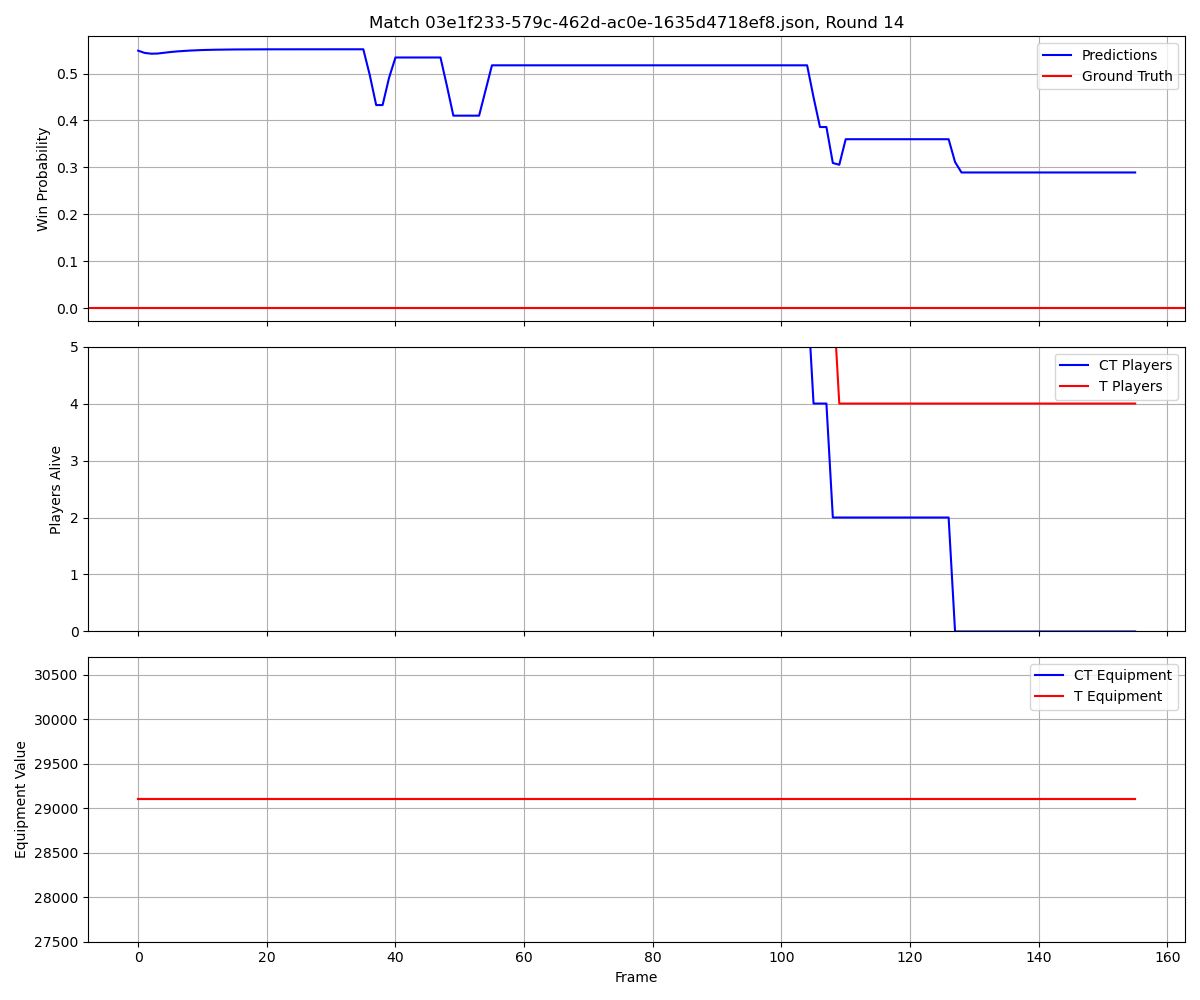 Match 03e1f233-579c-462d-ac0e-1635d4718ef8.json, Round 14
Win Probability
0.5
0.4
0.3
0.2
0.1
0.0
Predictions
Ground Truth
Players Alive
5
4
3
2
1
0
CT Players
T Players
Equipment Value
30500
30000
29500
29000
28500
28000
27500
CT Equipment
T Equipment
0 20 40 60 80 100 120 140 160
Frame